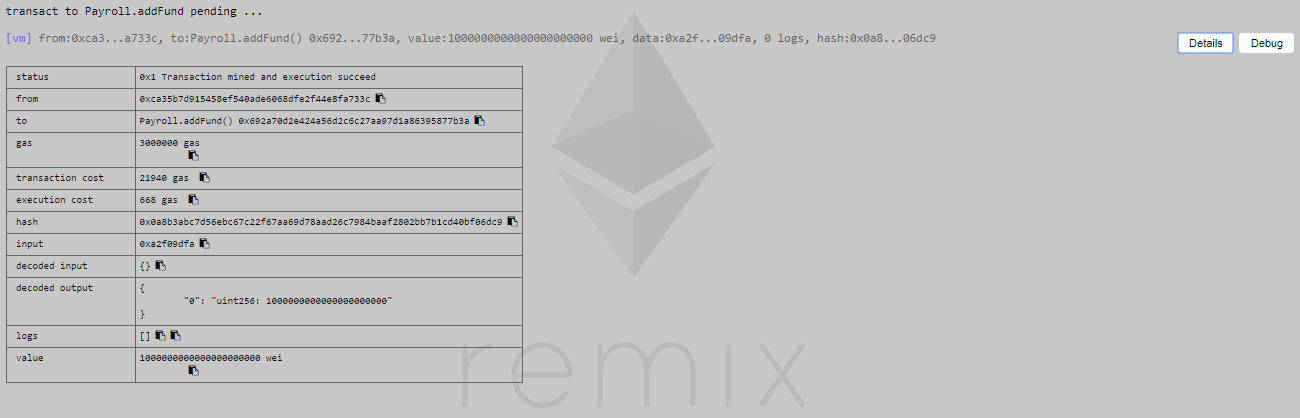 transact to Payroll.addFund pending ...
[vm] from:0xca3...a733c, to:Payroll.addFund() 0x692...77b3a, value:100000000000000000000 wei, data:0xa2f...09dfa, 0 logs, hash:0x0a8...06dc9
Details Debug
status 0x1 Transaction mined and execution succeed
from 0xca35b7d915458ef540ade6068dfe2f44e8fa733c
to Payroll.addFund() 0x692a70d2e424a56d2c6c27aa97d1a86395877b3a
gas 3000000 gas
transaction cost 21940 gas
execution cost 668 gas
hash 0x0a8b3abc7d56ebc67c22f67aa69d78aad26c7984baaf2802bb7b1cd40bf06dc9
input 0xa2f09dfa
decoded input {}
decoded output {
"0": "uint256: 100000000000000000000"
}
logs []
value 100000000000000000000 wei
remix